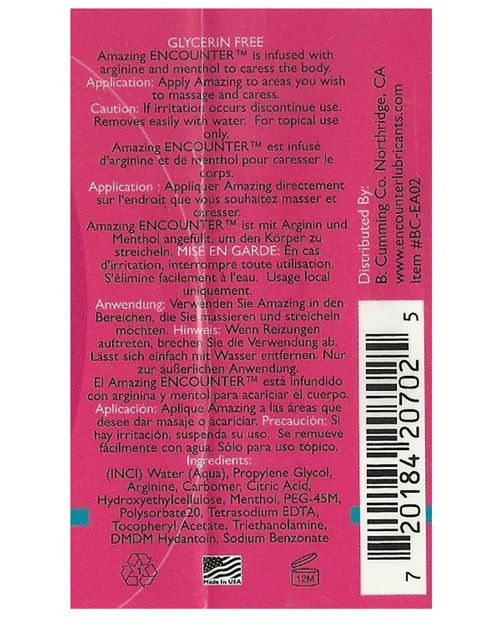 GLYCERIN FREE
Amazing ENCOUNTER™ is infused with
arginine and menthol to caress the body.
Application: Apply Amazing to areas you wish
to massage and caress.
Caution: If irritation occurs discontinue use.
Removes easily with water. For topical use
only.
Amazing ENCOUNTER™ est infusé
d'arginine et de menthol pour caresser le
corps.
Application : Appliquer Amazing directement
sur l'endroit que vous souhaitez masser et
caresser.
Amazing ENCOUNTER™ ist mit Arginin und
Menthol angefüllt, um den Körper zu
streicheln. MISE EN GARDE: En cas
d'irritation, interrompre toute utilisation.
S'élimine facilement à l'eau. Usage local
uniquement.
Anwendung: Verwenden Sie Amazing in den
Bereichen, die Sie massieren und streicheln
möchten. Hinweis: Wenn Reizungen
auftreten, brechen Sie die Verwendung ab.
Lässt sich einfach mit Wasser entfernen. Nur
zur äußerlichen Anwendung.
El Amazing ENCOUNTER™ está infundido
con arginina y mentol para acariciar el cuerpo.
Aplicación: Aplique Amazing a las áreas que
desee dar masaje o acariciar. Precaución: Si
hay irritación, suspenda su uso. Se remueve
fácilmente con agua. Sólo para uso tópico.
Ingredients:
(INCI) Water (Aqua), Propylene Glycol,
Arginine, Carbomer, Citric Acid,
Hydroxyethylcellulose, Menthol, PEG-45M,
Polysorbate20, Tetrasodium EDTA,
Tocopheryl Acetate, Triethanolamine,
DMDM Hydantoin, Sodium Benzonate
1
Made In USA
12M
Distributed By:
B. Cumming Co. Northridge, CA
www.encounterlubricants.com
Item #BC-EA02
7 20184 20702 5